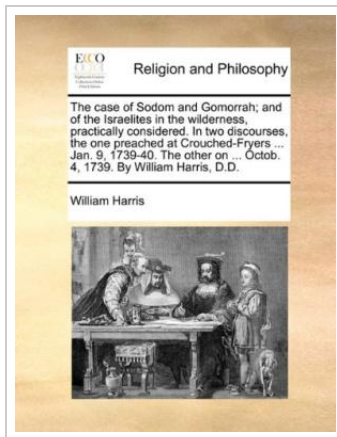 ECCO
Religion and Philosophy
The case of Sodom and Gomorrah; and
of the Israelites in the wilderness,
practically considered. In two discourses,
the one preached at Crouched-Fryers ...
Jan. 9, 1739-40. The other on ... Octob.
4, 1739. By William Harris, D.D.
William Harris